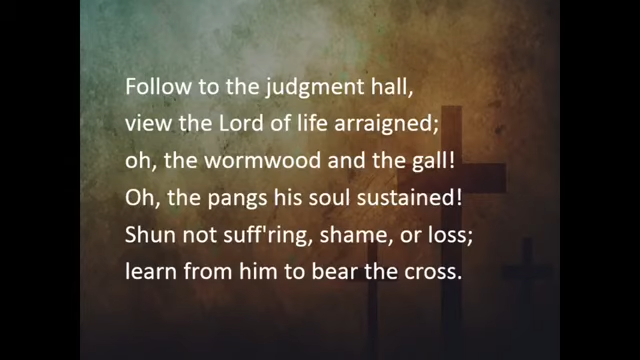 Follow to the judgment hall,
view the Lord of life arraigned;
oh, the wormwood and the gall!
Oh, the pangs his soul sustained!
Shun not suff'ring, shame, or loss;
learn from him to bear the cross.